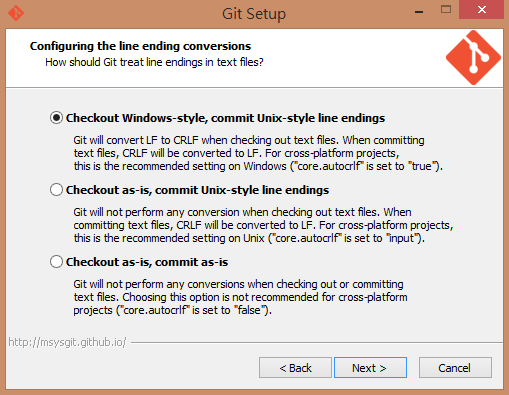 Git Setup
Configuring the line ending conversions
How should Git treat line endings in text files?
Checkout Windows-style, commit Unix-style line endings
Git will convert LF to CRLF when checking out text files. When committing
text files, CRLF will be converted to LF. For cross-platform projects,
this is the recommended setting on Windows ("core.autocrlf" is set to "true").
Checkout as-is, commit Unix-style line endings
Git will not perform any conversion when checking out text files. When
committing text files, CRLF will be converted to LF. For cross-platform projects,
this is the recommended setting on Unix ("core.autocrlf" is set to "input").
Checkout as-is, commit as-is
Git will not perform any conversions when checking out or committing
text files. Choosing this option is not recommended for cross-platform
projects ("core.autocrlf" is set to "false").
http://msysgit.github.io/
< Back
Next >
Cancel